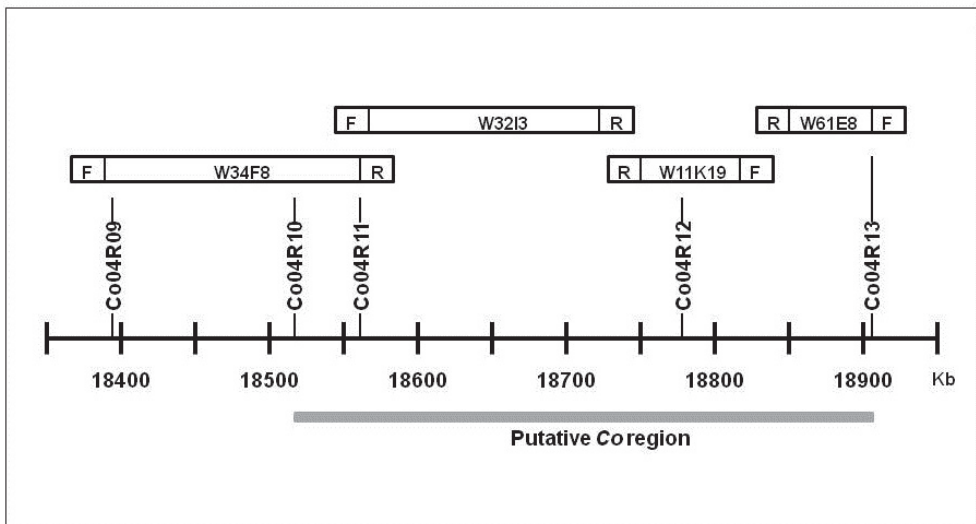 F W32I3 R
R W61E8 F
F W34F8 R
R W11K19 F
Co04R09
Co04R10
Co04R11
Co04R12
Co04R13
18400 18500 18600 18700 18800 18900 Kb
Putative Co region